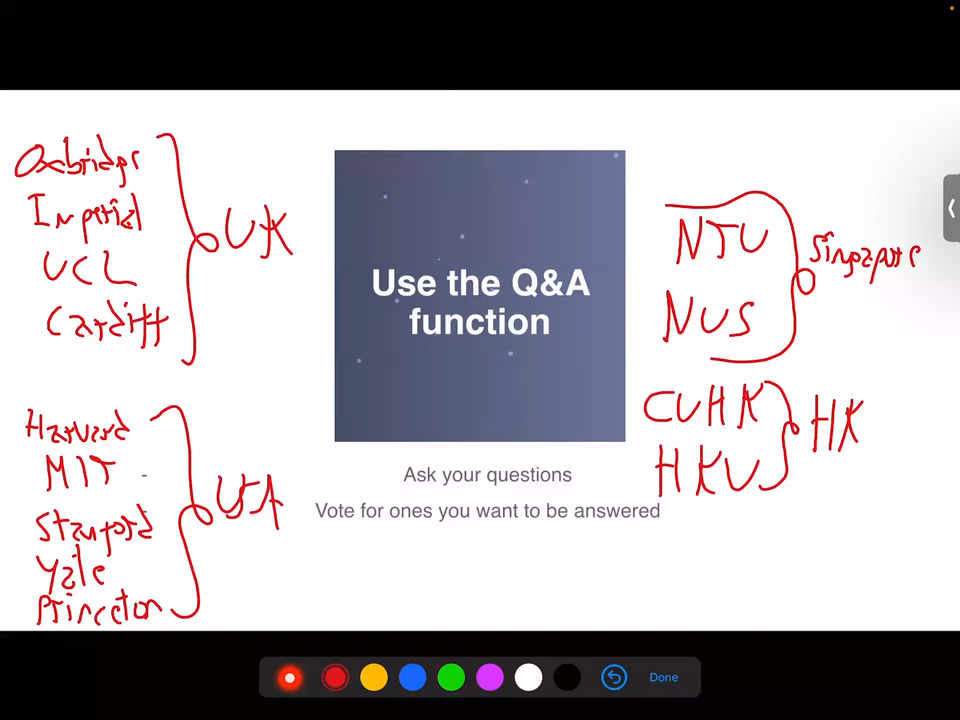 Oxbridge
Imperial
UCL
Cardiff
UK
Harvard
MIT
Stanford
Yale
Princeton
USA
Use the Q&A
function
Ask your questions
Vote for ones you want to be answered
NTU
NUS
Singapore
CUHK
HKU
HK
Done